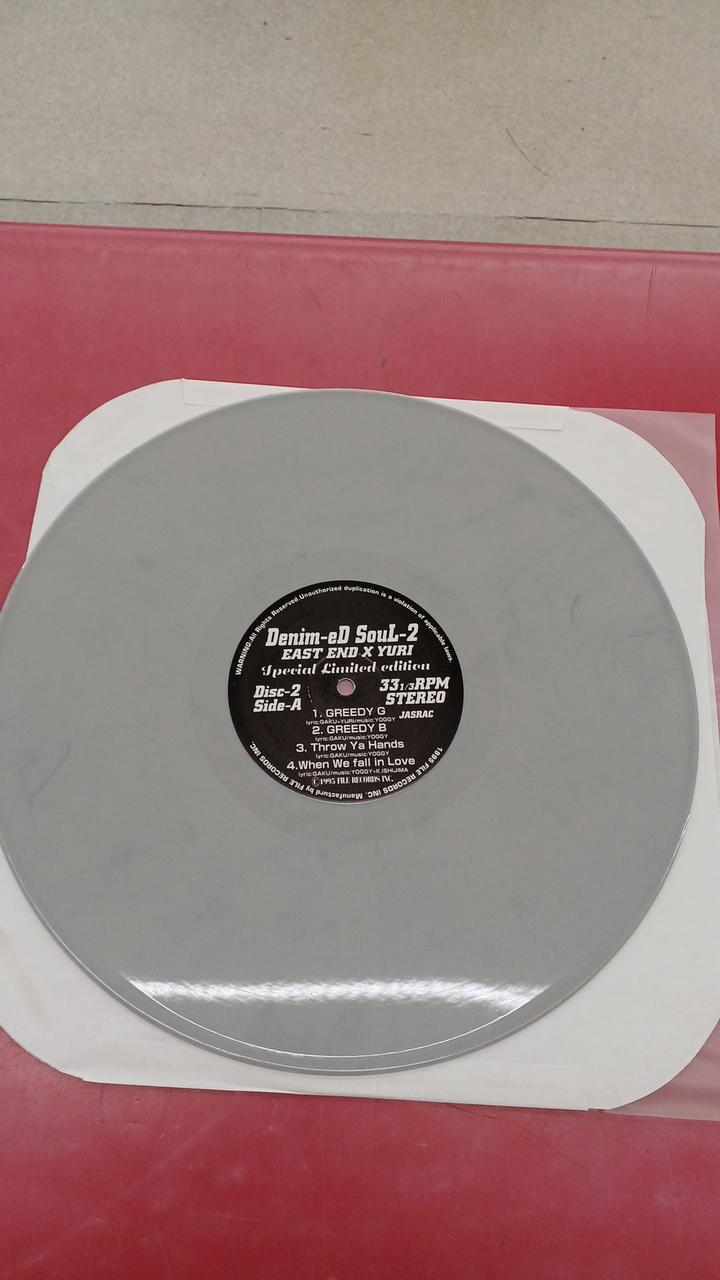 WARNING:All Rights Reserved.Unauthorized duplication is a violation of applicable laws.
Denim-eD SouL-2
EAST END X YURI
Special Limited edition
Disc-2
Side-A
33 1/3RPM
STEREO
JASRAC
1. GREEDY G
lyric:GAKU+YURI/music:YOGGY
2. GREEDY B
lyric:GAKU/music:YOGGY
3. Throw Ya Hands
lyric:GAKU/music:YOGGY
4.When We fall in Love
lyric:GAKU/music:YOGGY+K.ISHIJIMA
©1995 FILE RECORDS INC.
1995 FILE RECORDS INC. Manufacturd by FILE RECORDS INC.